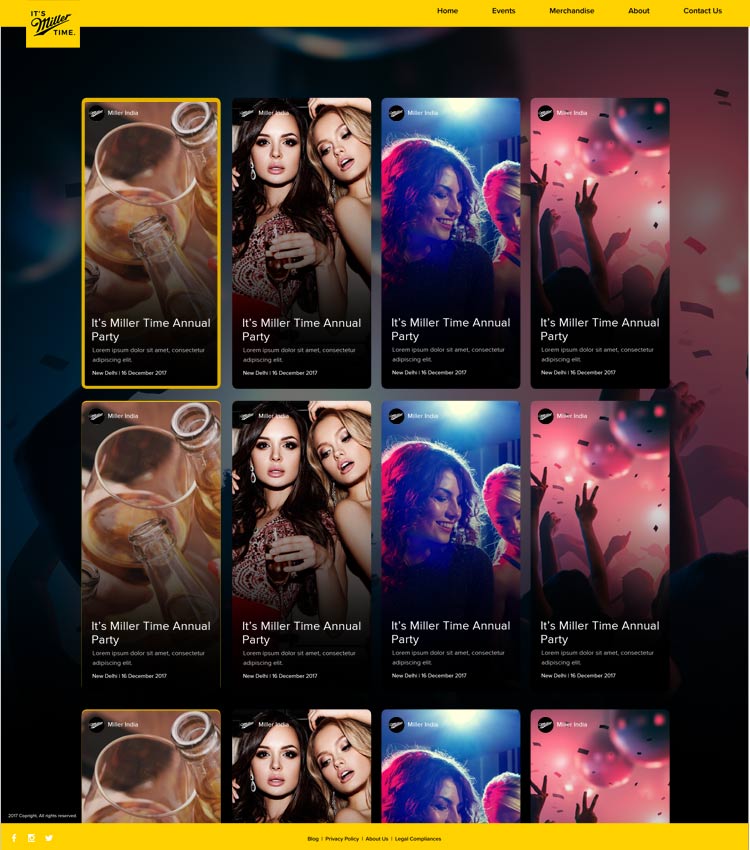 IT'S
Miller
TIME.
Home Events Merchandise About Contact Us
Miller India
It's Miller Time Annual
Party
Lorem ipsum dolor sit amet, consectetur
adipiscing elit.
New Delhi | 16 December 2017
Miller India
It's Miller Time Annual
Party
Lorem ipsum dolor sit amet, consectetur
adipiscing elit.
New Delhi | 16 December 2017
Miller India
It's Miller Time Annual
Party
Lorem ipsum dolor sit amet, consectetur
adipiscing elit.
New Delhi | 16 December 2017
Miller India
It's Miller Time Annual
Party
Lorem ipsum dolor sit amet, consectetur
adipiscing elit.
New Delhi | 16 December 2017
Miller India
It's Miller Time Annual
Party
Lorem ipsum dolor sit amet, consectetur
adipiscing elit.
New Delhi | 16 December 2017
Miller India
It's Miller Time Annual
Party
Lorem ipsum dolor sit amet, consectetur
adipiscing elit.
New Delhi | 16 December 2017
Miller India
It's Miller Time Annual
Party
Lorem ipsum dolor sit amet, consectetur
adipiscing elit.
New Delhi | 16 December 2017
Miller India
It's Miller Time Annual
Party
Lorem ipsum dolor sit amet, consectetur
adipiscing elit.
New Delhi | 16 December 2017
Miller India
Miller India
Miller India
Miller India
2017 Copright. All rights reserved.
Blog | Privacy Policy | About Us | Legal Compliances